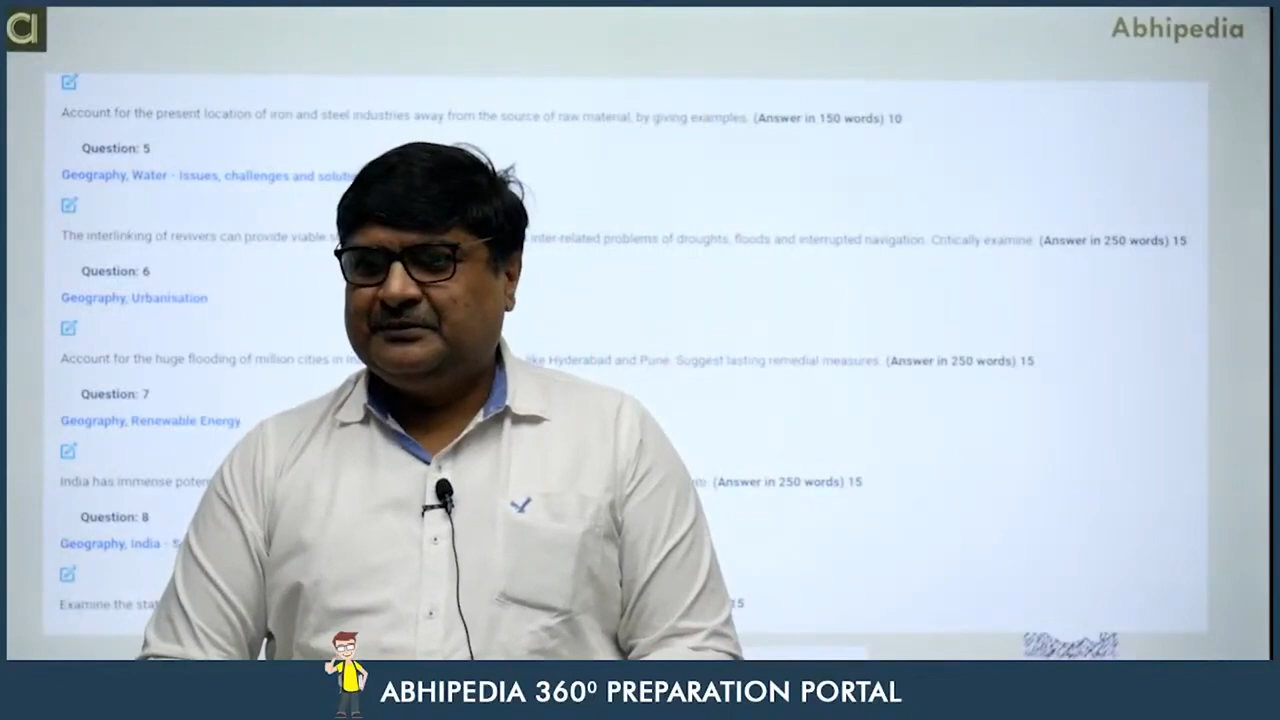 Abhipedia
Account for the present location of iron and steel industries away from the source of raw material, by giving examples. (Answer in 150 words) 10
Question: 5
Geography, Water - Issues, challenges and
The interlinking of revivers can provide viable inter-related problems of droughts, floods and interrupted navigation. Critically examine. (Answer in 250 words) 15
Question: 6
Geography, Urbanisation
Account for the huge flooding of million cities in like Hyderabad and Pune. Suggest lasting remedial measures. (Answer in 250 words) 15
Question: 7
Geography, Renewable Energy
India has immense (Answer in 250 words) 15
Question: 8
Geography, India -
Examine the 15
ABHIPEDIA 360⁰ PREPARATION PORTAL